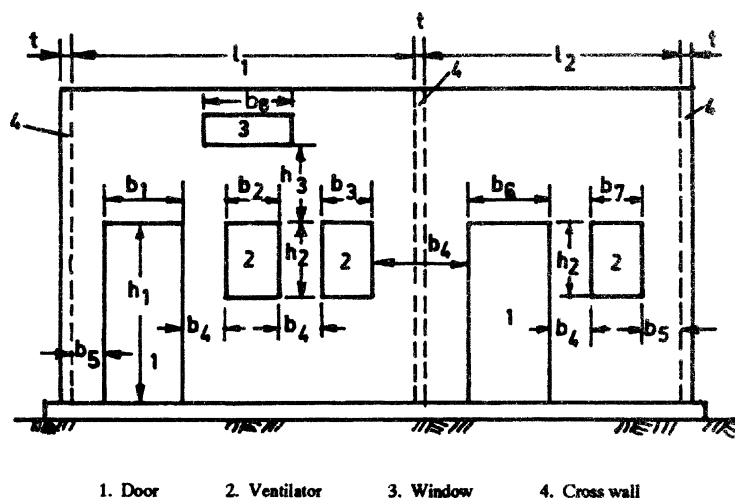 t
t
t
l₁
l₂
4
b₈
4
4
3
b₁
b₂
h₃
b₃
b₆
b₇
h₁
2
h₂
2
b₄
h₂
2
b₅
1
b₄
b₄
1
b₄
b₅
1. Door 2. Ventilator 3. Window 4. Cross wall